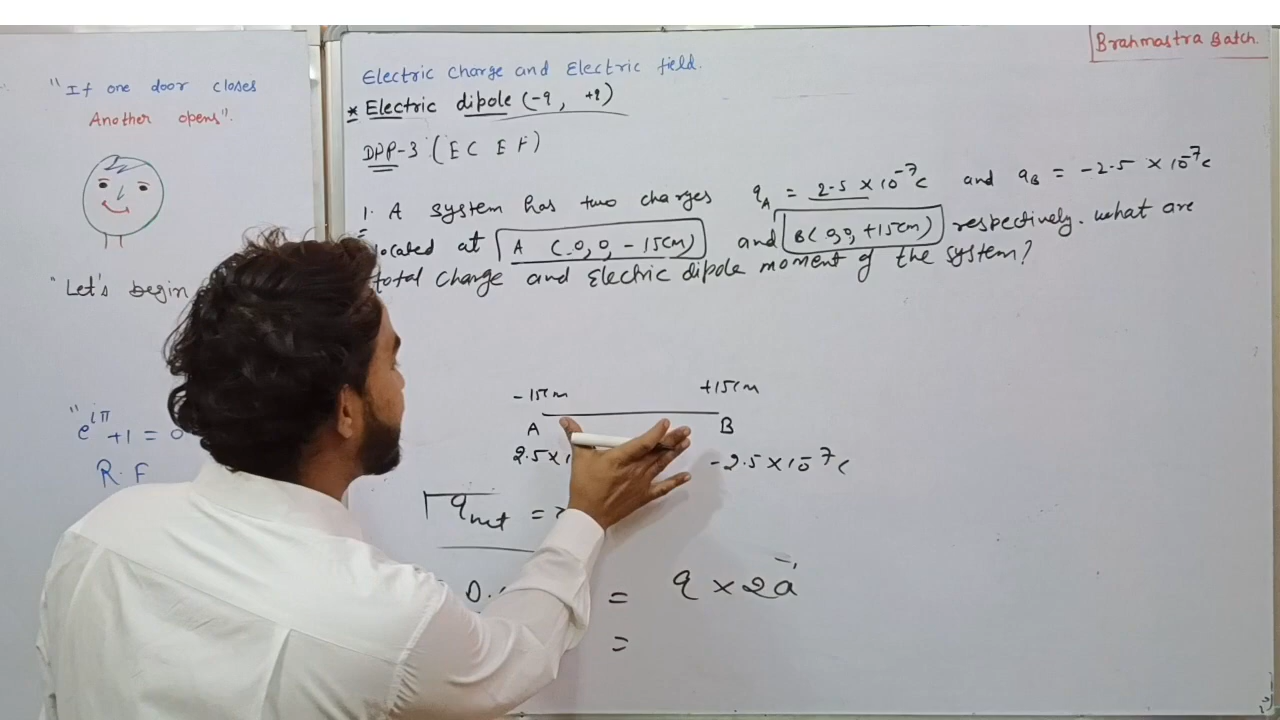 Brahmastra Batch.
"If one door closes
Another opens".
"Let's begin
"e^iπ +1 = 0
R.F
Electric Charge and Electric field.
* Electric dipole (-q, +q)
DPP-3 (E C E F)
1. A system has two charges q_A = 2.5 × 10^-7 c and q_B = -2.5 × 10^-7 c
located at A (0,0, -15cm) and B(0,0, +15cm) respectively. what are
total charge and Electric dipole moment of the system?
-15cm +15cm
A B
2.5×1 -2.5×10^-7 c
q_net =
D. = q × 2a
=